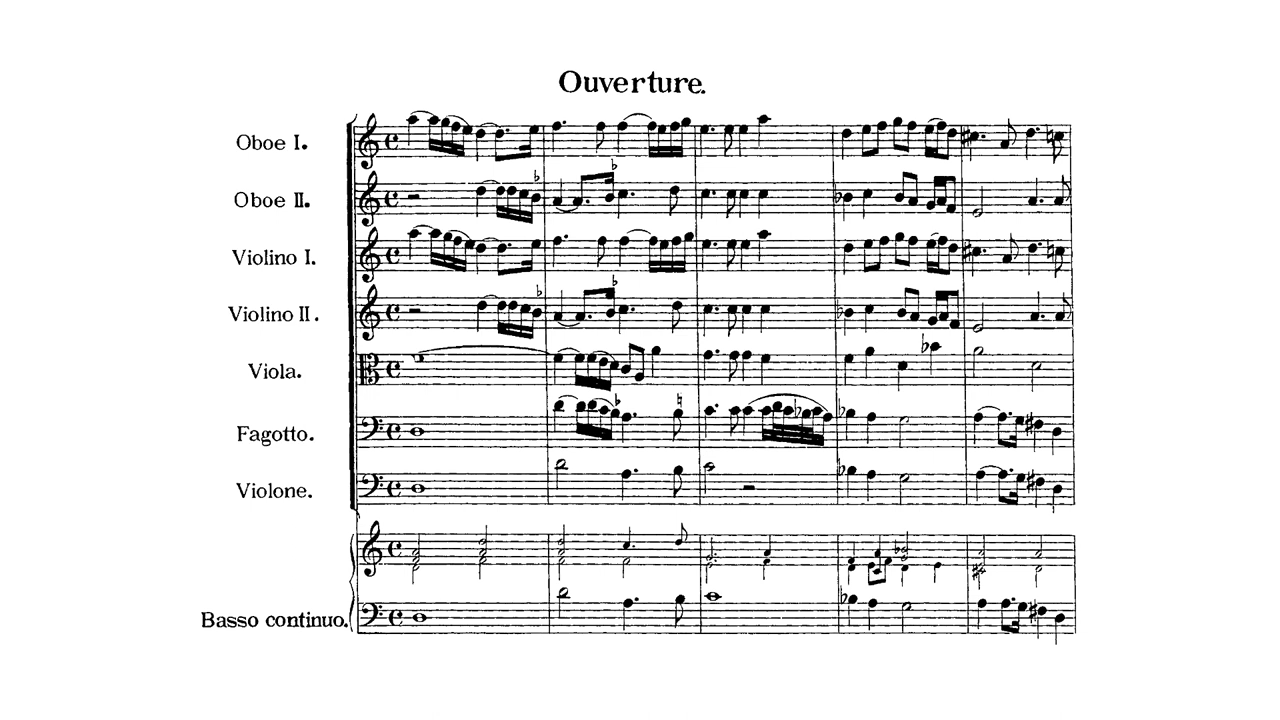 Ouverture.
Oboe I.
Oboe II.
Violino I.
Violino II.
Viola.
Fagotto.
Violone.
Basso continuo.